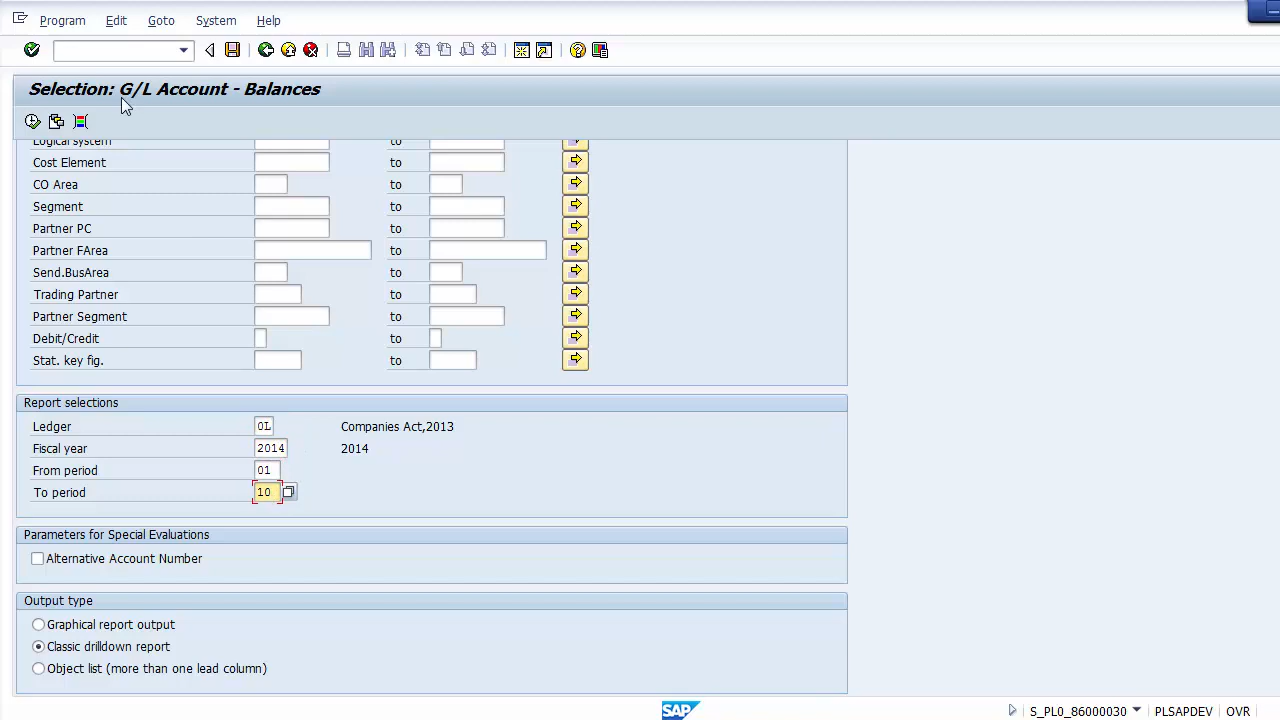 Program Edit Goto System Help
Selection: G/L Account - Balances
Logical system to
Cost Element to
CO Area to
Segment to
Partner PC to
Partner FArea to
Send.BusArea to
Trading Partner to
Partner Segment to
Debit/Credit to
Stat. key fig. to
Report selections
Ledger 0L Companies Act,2013
Fiscal year 2014 2014
From period 01
To period 10
Parameters for Special Evaluations
Alternative Account Number
Output type
Graphical report output
Classic drilldown report
Object list (more than one lead column)
SAP S_PL0_86000030 PLSAPDEV OVR